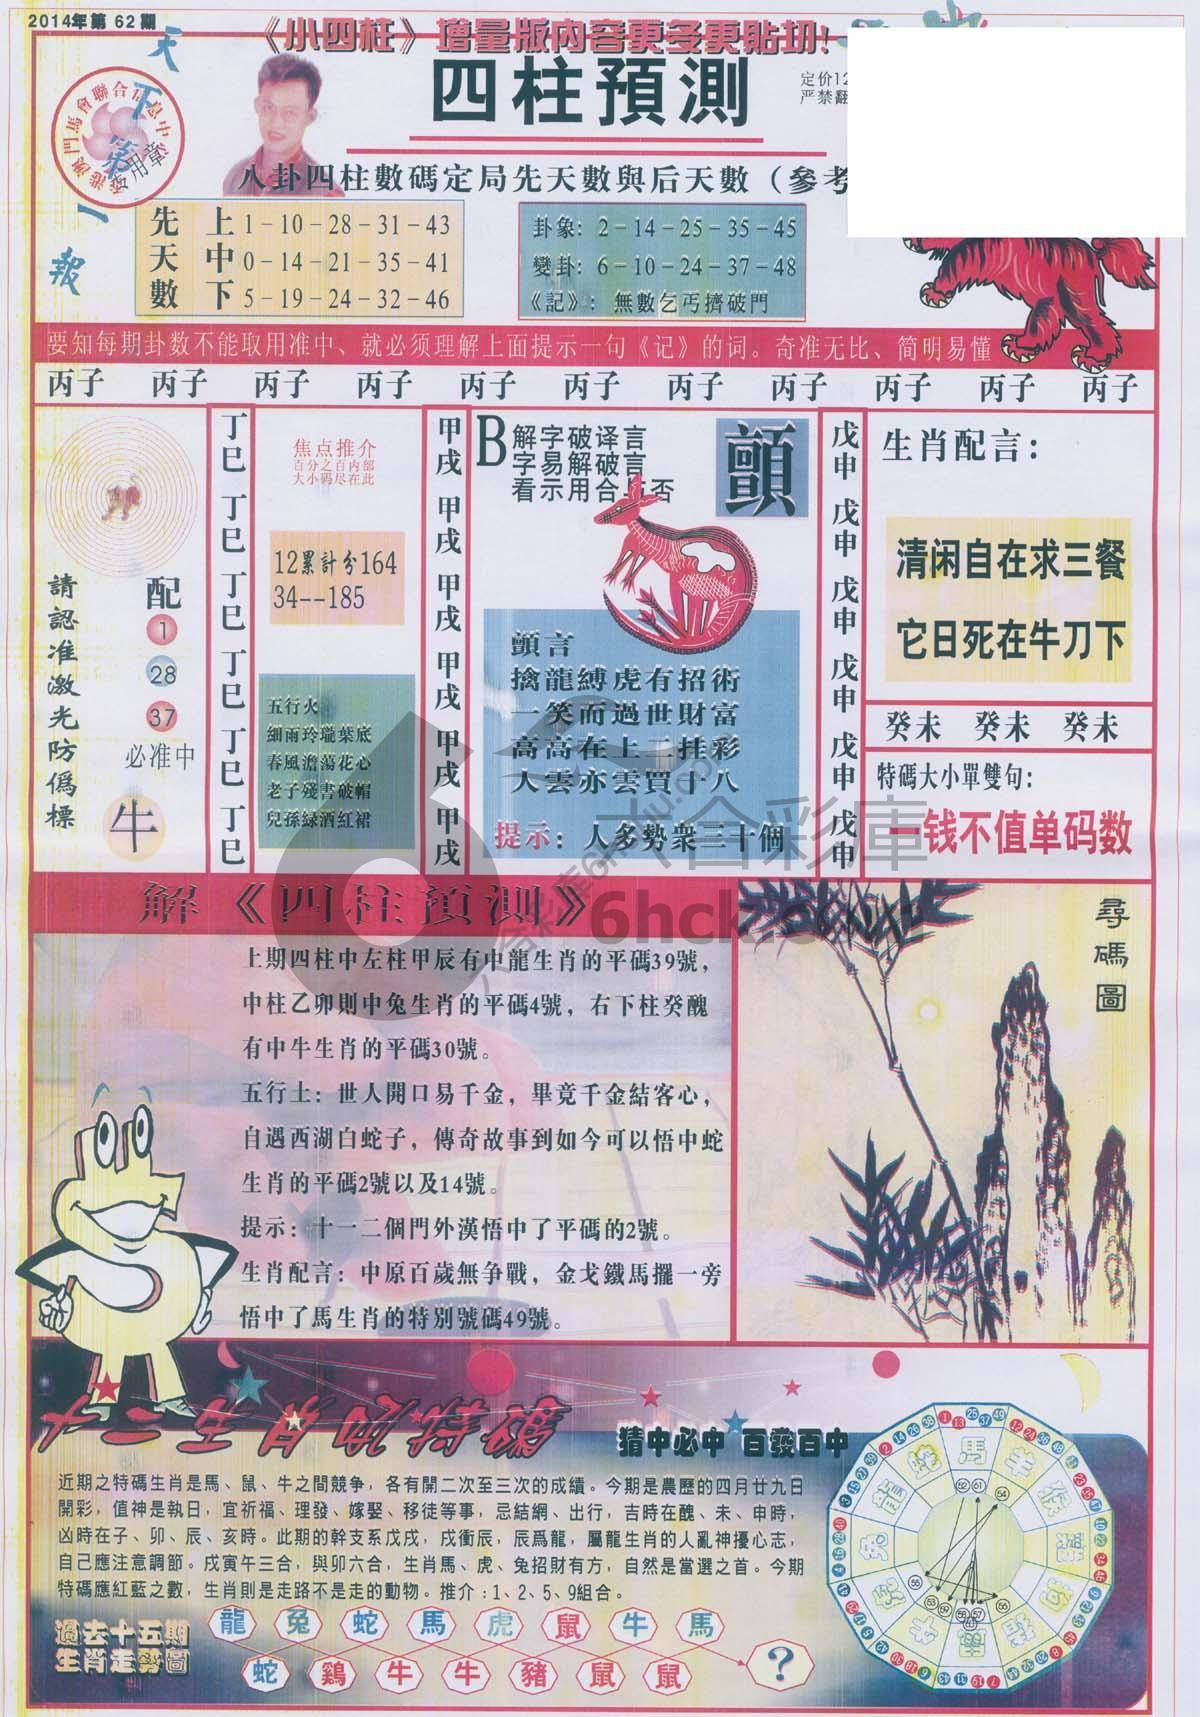 2014年第62期
《小四柱》增量版内容更多更貼切!
天下第一報
四柱預測
定价12
严禁翻
八卦四柱數碼定局先天數與后天數（參考
先天數
上 1－10－28－31－43
中 0－14－21－35－41
下 5－19－24－32－46
卦象: 2－14－25－35－45
變卦: 6－10－24－37－48
《記》: 無數乞丐擠破門
要知每期卦数不能取用准中、就必须理解上面提示一句《记》的词。奇准无比、简明易懂
丙子 丙子 丙子 丙子 丙子 丙子 丙子 丙子 丙子 丙子 丙子
請認准激光防僞標
配
1
28
37
必准中
牛
丁巳 丁巳 丁巳 丁巳 丁巳 丁巳
焦点推介
百分之百内部
大小码尽在此
12累計分164
34--185
五行火
細雨玲瓏葉底
春風澹蕩花心
老子殘書破帽
兒孫緑酒紅裙
甲戌 甲戌 甲戌 甲戌 甲戌 甲戌
B
解字破译言
字易解破言
看示用合与否
顫
顫言
擒龍縛虎有招術
一笑而過世財富
高高在上二挂彩
人雲亦雲買十八
提示: 人多勢衆三十個
戊申 戊申 戊申 戊申 戊申 戊申
生肖配言:
清闲自在求三餐
它日死在牛刀下
癸未 癸未 癸未
特碼大小單雙句:
一钱不值单码数
六合彩庫
6hck.com
解《四柱預測》
上期四柱中左柱甲辰有中龍生肖的平碼39號，
中柱乙卯則中兔生肖的平碼4號，右下柱癸醜
有中牛生肖的平碼30號。
五行土: 世人開口易千金，畢竟千金結客心，
自遇西湖白蛇子，傳奇故事到如今可以悟中蛇
生肖的平碼2號以及14號。
提示: 十一二個門外漢悟中了平碼的2號。
生肖配言: 中原百歲無争戰，金戈鐵馬擺一旁
悟中了馬生肖的特别號碼49號。
尋碼圖
猜中必中 百發百中
近期之特碼生肖是馬、鼠、牛之間競争，各有開二次至三次的成績。今期是農歷的四月廿九日
開彩，值神是執日，宜祈福、理發、嫁娶、移徒等事，忌結網、出行，吉時在醜、未、申時，
凶時在子、卯、辰、亥時。此期的幹支系戊戌，戌衝辰，辰爲龍，屬龍生肖的人亂神擾心志，
自己應注意調節。戌寅午三合，與卯六合，生肖馬、虎、兔招財有方，自然是當選之首。今期
特碼應紅藍之數，生肖則是走路不是走的動物。推介:1、2、5、9組合。
過去十五期
生肖走勢圖
龍 兔 蛇 馬 虎 鼠 牛 馬
蛇 鷄 牛 牛 豬 鼠 鼠 ?